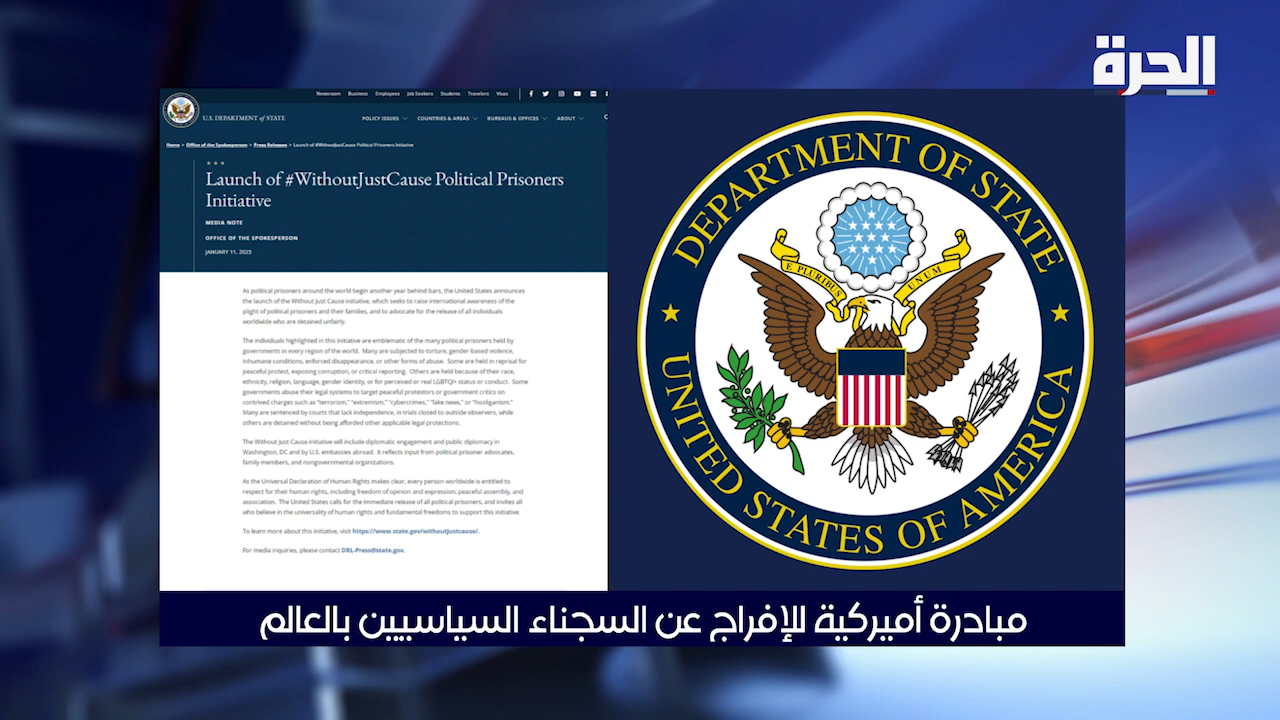 الحرة
Newsroom Business Employees Job Seekers Students Travelers Visas
U.S. DEPARTMENT of STATE
POLICY ISSUES COUNTRIES & AREAS BUREAUS & OFFICES ABOUT
Home > Office of the Spokesperson > Press Releases > Launch of #WithoutJustCause Political Prisoners Initiative
Launch of #WithoutJustCause Political Prisoners
Initiative
MEDIA NOTE
OFFICE OF THE SPOKESPERSON
JANUARY 11, 2023
As political prisoners around the world begin another year behind bars, the United States announces
the launch of the Without Just Cause initiative, which seeks to raise international awareness of the
plight of political prisoners and their families, and to advocate for the release of all individuals
worldwide who are detained unfairly.
The individuals highlighted in this initiative are emblematic of the many political prisoners held by
governments in every region of the world. Many are subjected to torture, gender-based violence,
inhumane conditions, enforced disappearance, or other forms of abuse. Some are held in reprisal for
peaceful protest, exposing corruption, or critical reporting. Others are held because of their race,
ethnicity, religion, language, gender identity, or for perceived or real LGBTQI+ status or conduct. Some
governments abuse their legal systems to target peaceful protestors or government critics on
contrived charges such as "terrorism," "extremism," "cybercrimes," "fake news," or "hooliganism."
Many are sentenced by courts that lack independence, in trials closed to outside observers, while
others are detained without being afforded other applicable legal protections.
The Without Just Cause initiative will include diplomatic engagement and public diplomacy in
Washington, DC and by U.S. embassies abroad. It reflects input from political prisoner advocates,
family members, and nongovernmental organizations.
As the Universal Declaration of Human Rights makes clear, every person worldwide is entitled to
respect for their human rights, including freedom of opinion and expression, peaceful assembly, and
association. The United States calls for the immediate release of all political prisoners, and invites all
who believe in the universality of human rights and fundamental freedoms to support this initiative.
To learn more about this initiative, visit https://www.state.gov/withoutjustcause/.
For media inquiries, please contact DRL-Press@state.gov.
DEPARTMENT OF STATE
E PLURIBUS UNUM
UNITED STATES OF AMERICA
مبادرة أميركية للإفراج عن السجناء السياسيين بالعالم